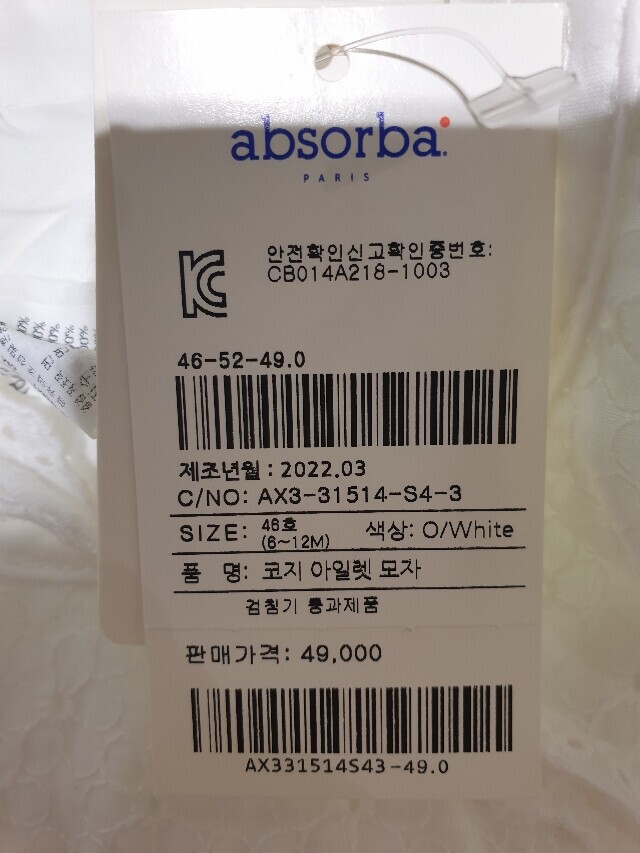 absorba
PARIS
안전확인신고확인증번호:
CB014A218-1003
46-52-49.0
제조년월 : 2022.03
C/NO: AX3-31514-S4-3
SIZE: 46호 (6~12M) 색상: O/White
품 명: 코지 아일렛 모자
검침기 통과제품
판매가격: 49,000
AX331514S43-49.0